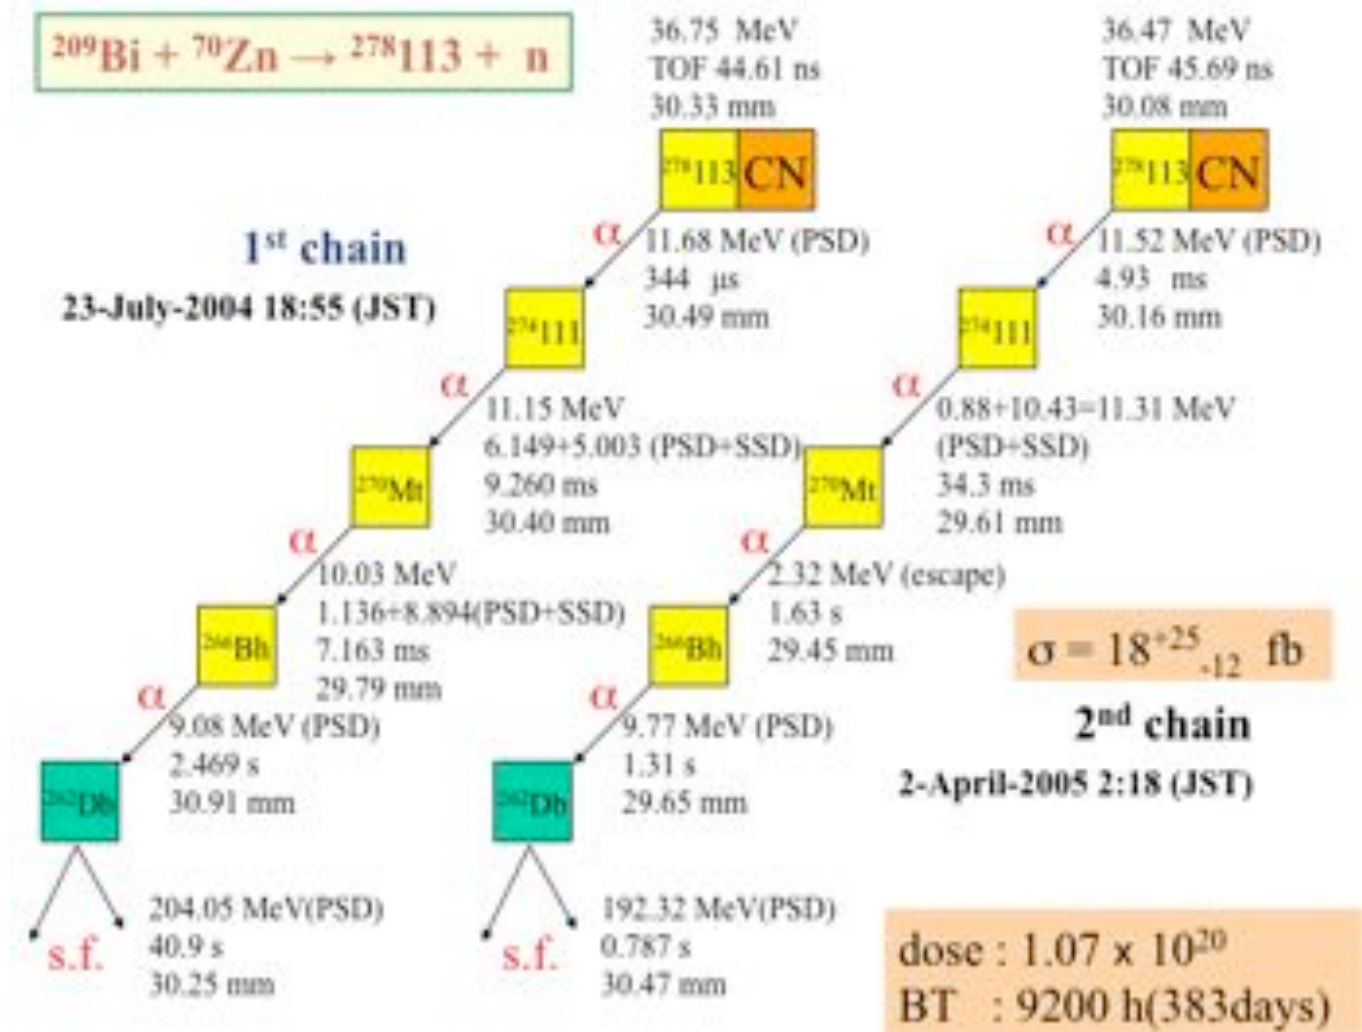 ²⁰⁹Bi + ⁷⁰Zn → ²⁷⁸113 + n
36.75 MeV
TOF 44.61 ns
30.33 mm
²⁷⁸113 CN
1ˢᵗ chain
23-July-2004 18:55 (JST)
α
11.68 MeV (PSD)
344 μs
30.49 mm
²⁷⁴111
α
11.15 MeV
6.149+5.003 (PSD+SSD)
9.260 ms
30.40 mm
²⁷⁰Mt
α
10.03 MeV
1.136+8.894(PSD+SSD)
7.163 ms
29.79 mm
²⁶⁶Bh
α
9.08 MeV (PSD)
2.469 s
30.91 mm
²⁶²Db
204.05 MeV(PSD)
40.9 s
30.25 mm
s.f.
36.47 MeV
TOF 45.69 ns
30.08 mm
²⁷⁸113 CN
α
11.52 MeV (PSD)
4.93 ms
30.16 mm
²⁷⁴111
α
0.88+10.43=11.31 MeV
(PSD+SSD)
34.3 ms
29.61 mm
²⁷⁰Mt
α
2.32 MeV (escape)
1.63 s
29.45 mm
²⁶⁶Bh
α
9.77 MeV (PSD)
1.31 s
29.65 mm
²⁶²Db
192.32 MeV(PSD)
0.787 s
30.47 mm
s.f.
σ = 18⁺²⁵₋₁₂ fb
2ⁿᵈ chain
2-April-2005 2:18 (JST)
dose : 1.07 x 10²⁰
BT : 9200 h(383days)